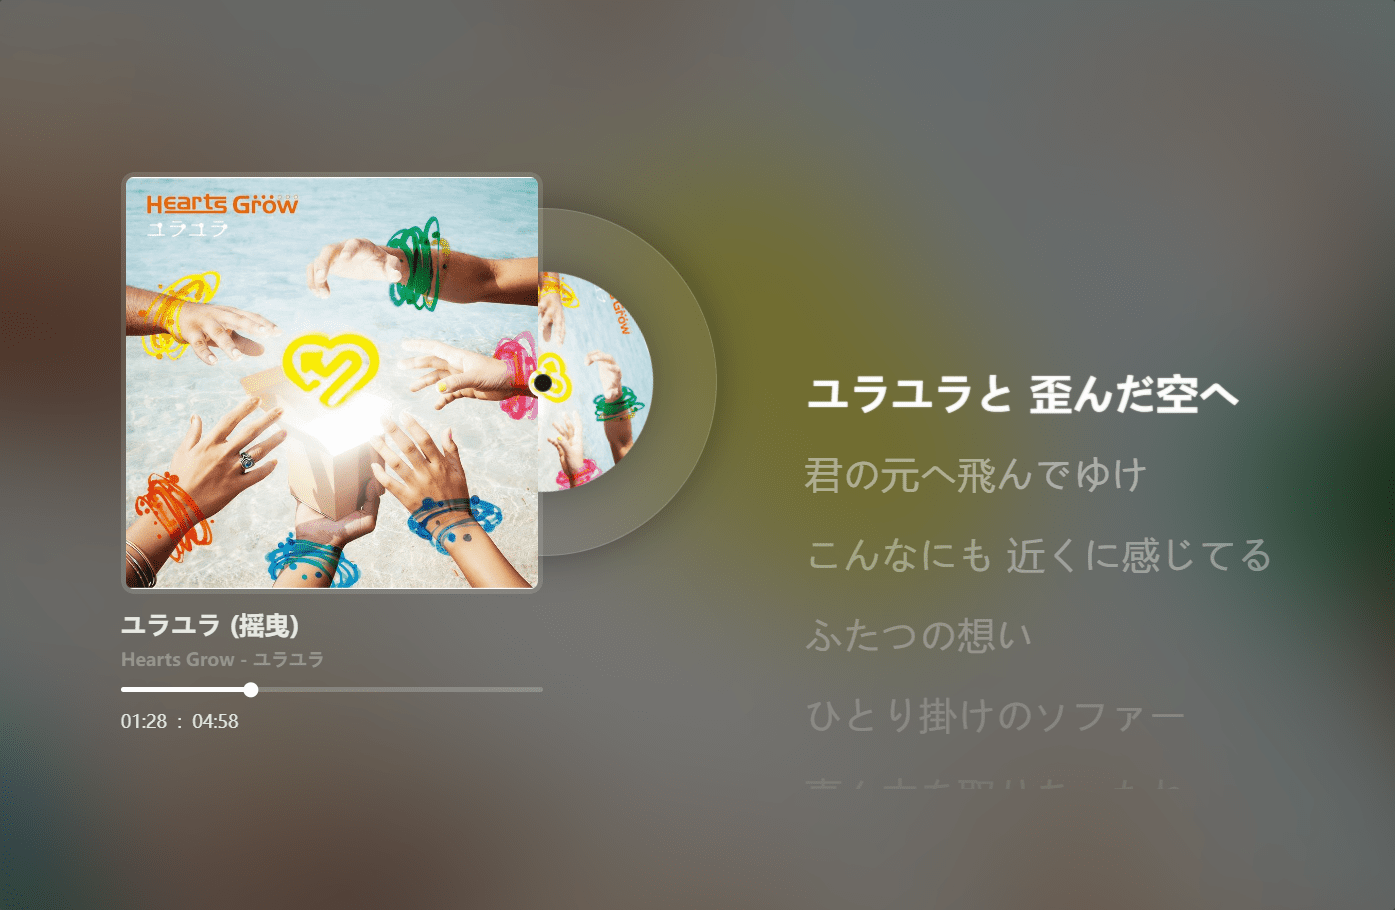 Hearts Grow
ユラユラ
Grow
ユラユラ (揺曳)
Hearts Grow - ユラユラ
01:28 : 04:58
ユラユラと 歪んだ空へ
君の元へ飛んでゆけ
こんなにも 近くに感じてる
ふたつの想い
ひとり掛けのソファー